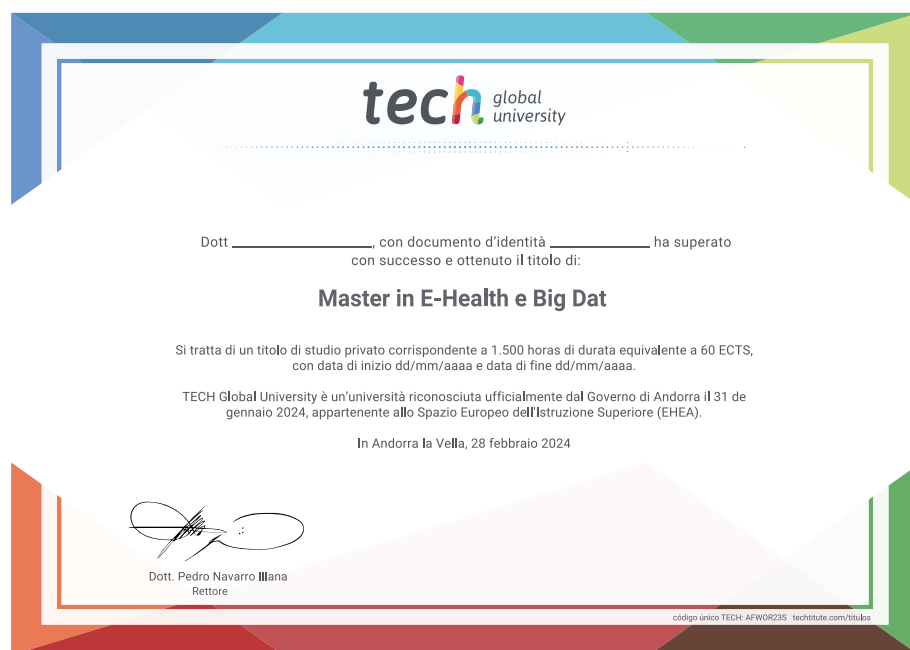 tech global university
Dott ____________, con documento d'identità ____________ ha superato
con successo e ottenuto il titolo di:
Master in E-Health e Big Dat
Si tratta di un titolo di studio privato corrispondente a 1.500 horas di durata equivalente a 60 ECTS,
con data di inizio dd/mm/aaaa e data di fine dd/mm/aaaa.
TECH Global University è un'università riconosciuta ufficialmente dal Governo di Andorra il 31 de
gennaio 2024, appartenente allo Spazio Europeo dell'Istruzione Superiore (EHEA).
In Andorra la Vella, 28 febbraio 2024
Dott. Pedro Navarro Illana
Rettore
código único TECH: AFWOR23S techtitute.com/titulos